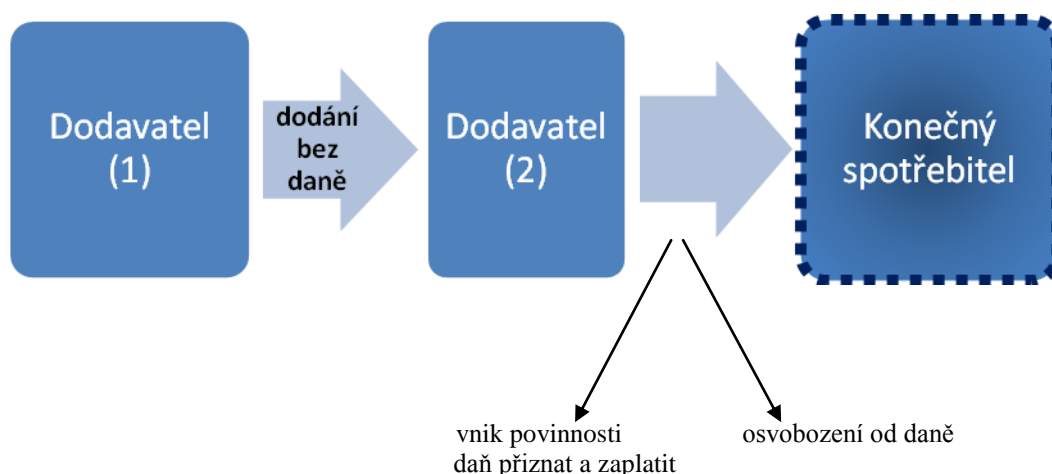 Dodavatel
(1)
dodání
bez
daně
Dodavatel
(2)
Konečný
spotřebitel
vnik povinnosti
daň přiznat a zaplatit
osvobození od daně